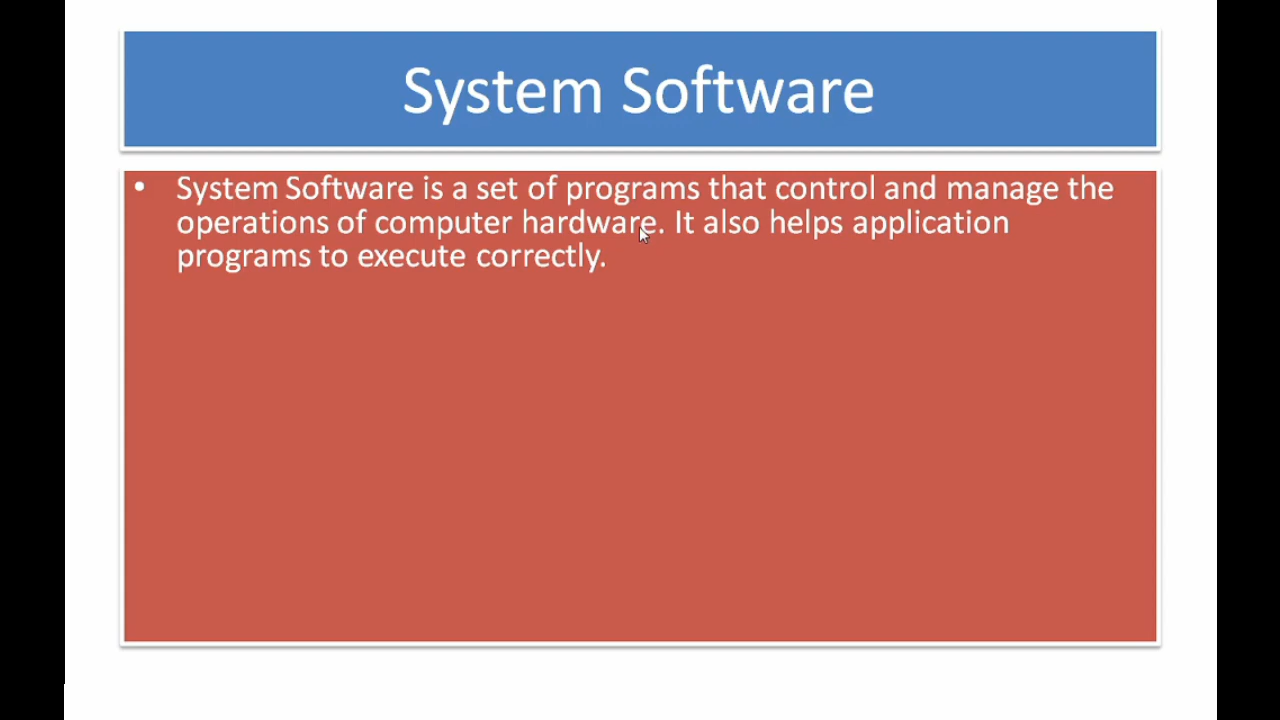 System Software
• System Software is a set of programs that control and manage the
operations of computer hardware. It also helps application
programs to execute correctly.